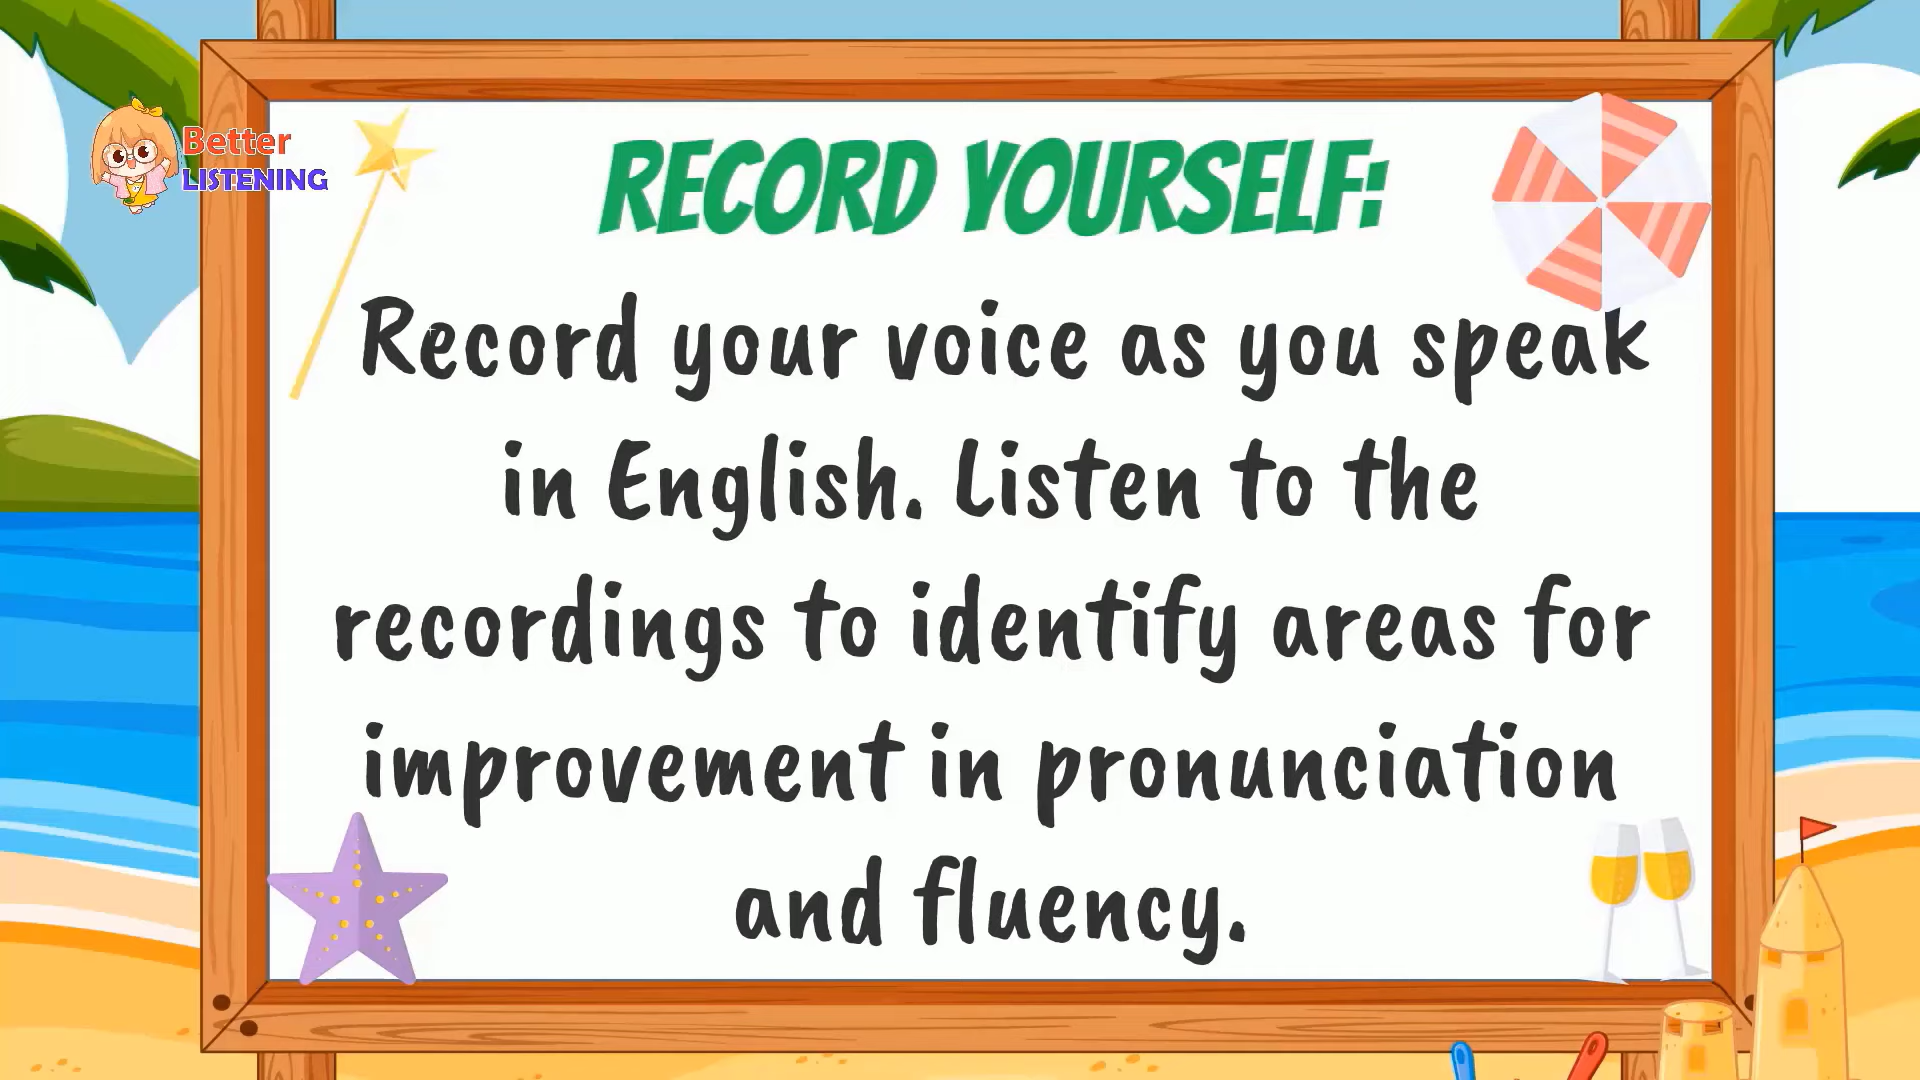 Better
LISTENING
RECORD YOURSELF:
Record your voice as you speak
in English. Listen to the
recordings to identify areas for
improvement in pronunciation
and fluency.